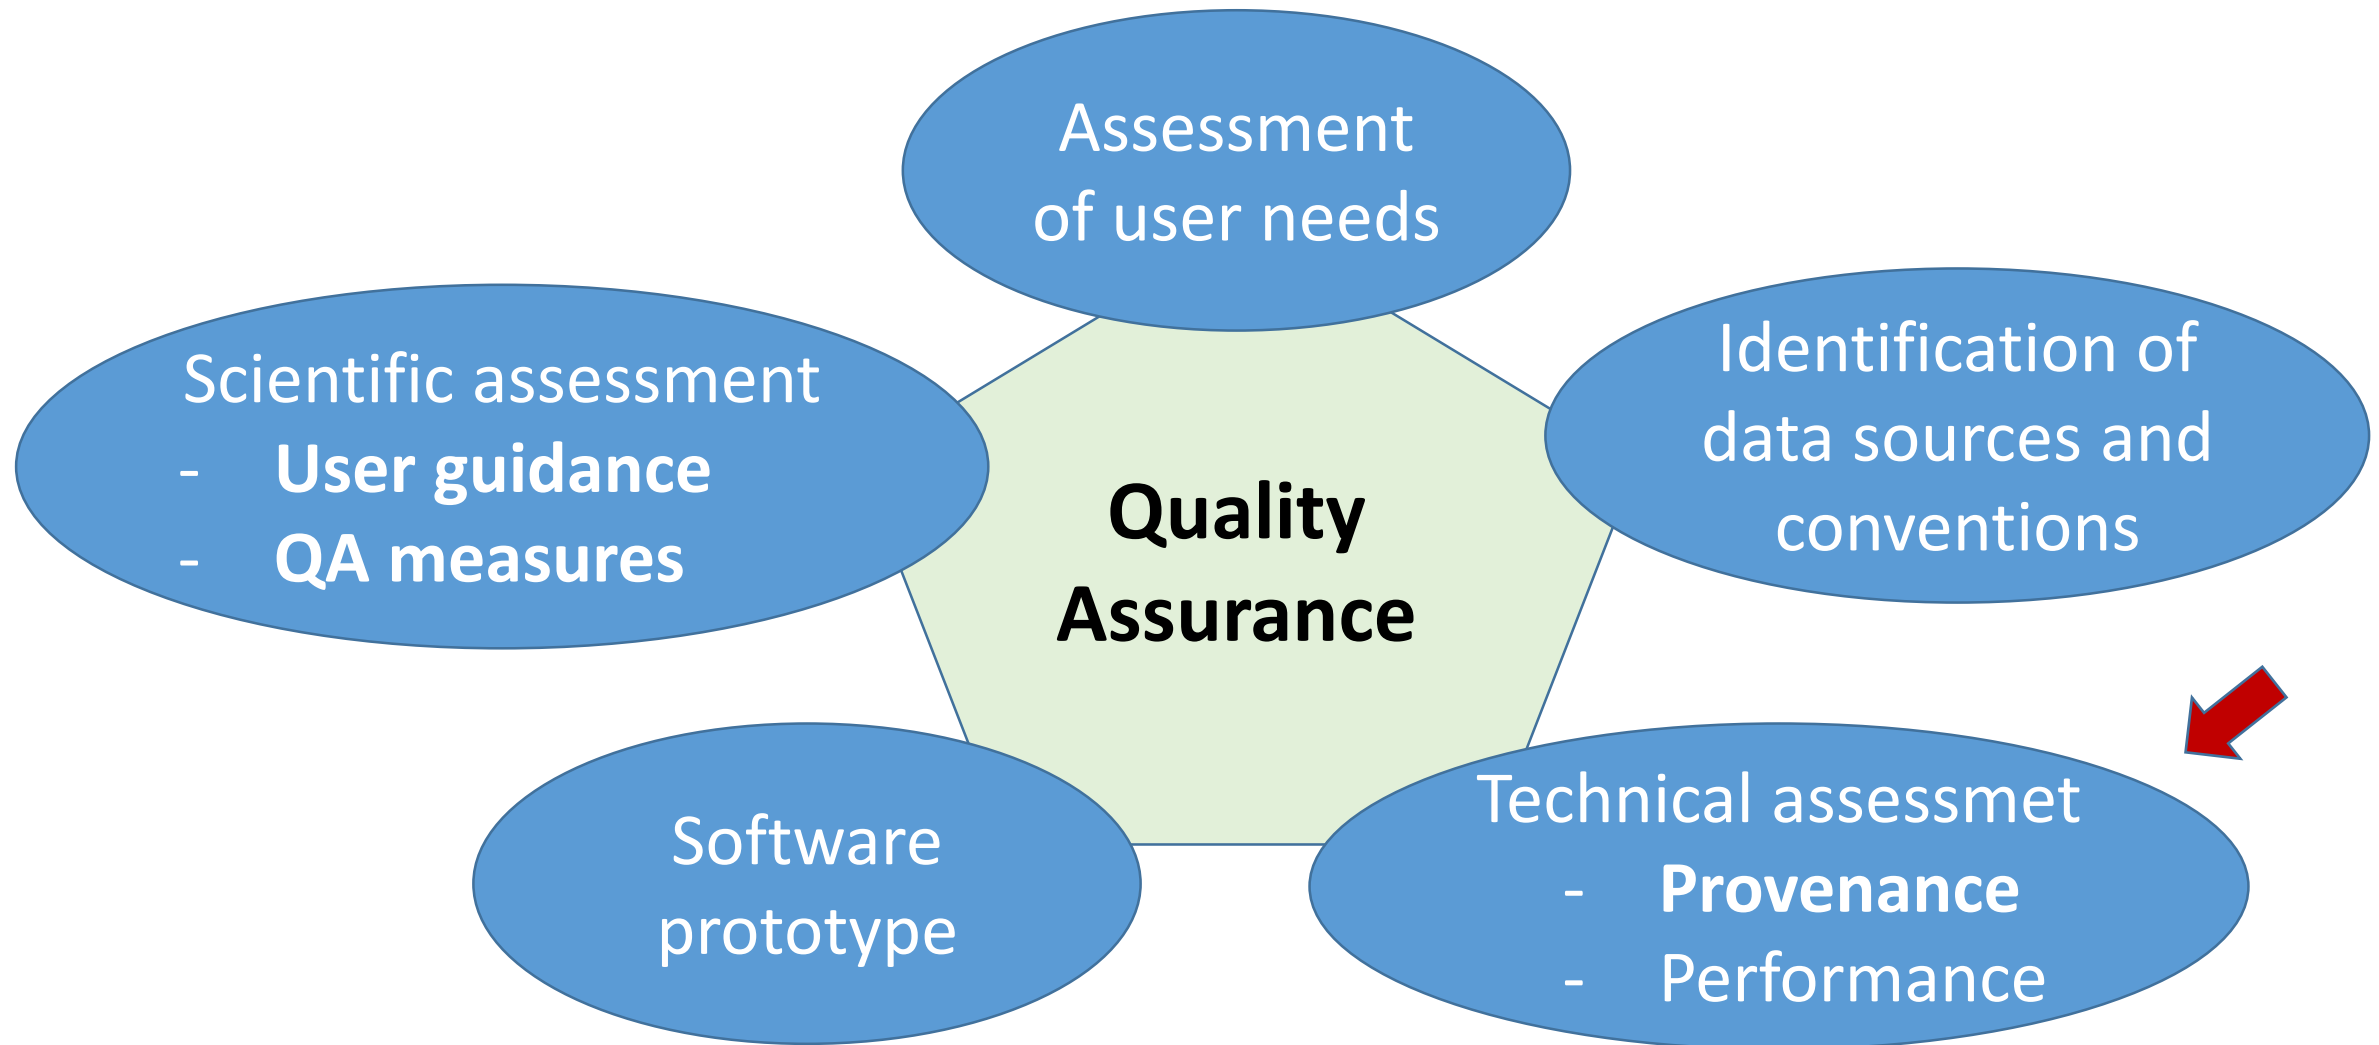 Assessment
of user needs
Scientific assessment
- User guidance
- QA measures
Identification of
data sources and
conventions
Quality
Assurance
Software
prototype
Technical assessmet
- Provenance
- Performance